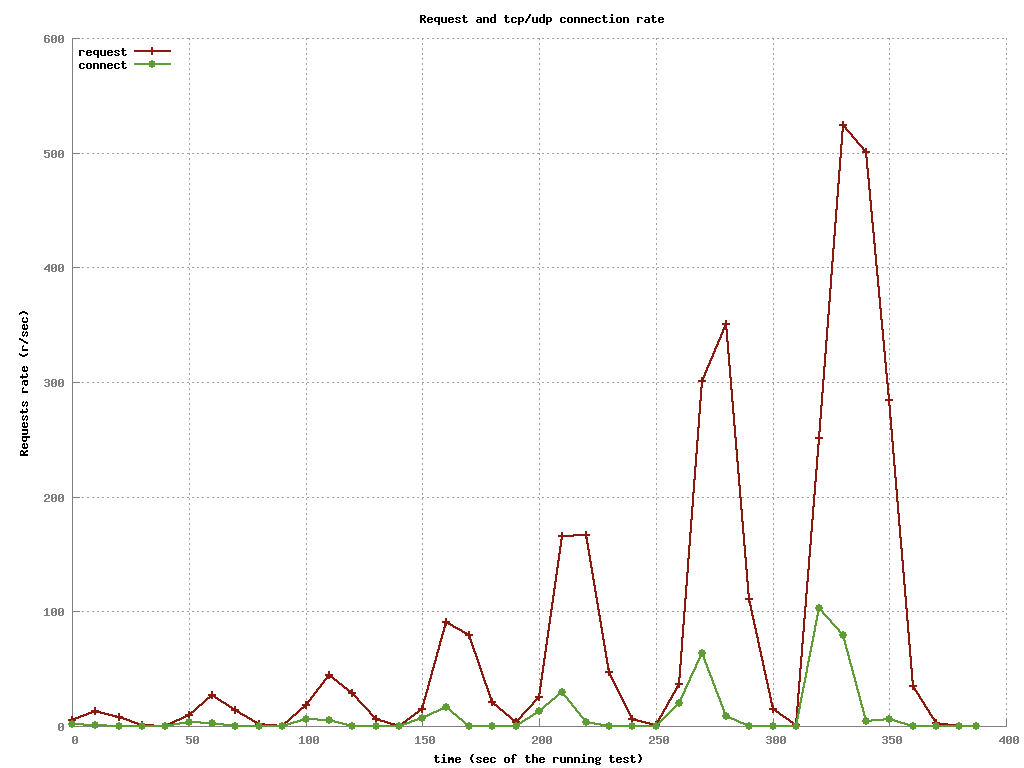 Request and tcp/udp connection rate
600
request
connect
500
400
Requests rate (r/sec)
300
200
100
0
0 50 100 150 200 250 300 350 400
time (sec of the running test)